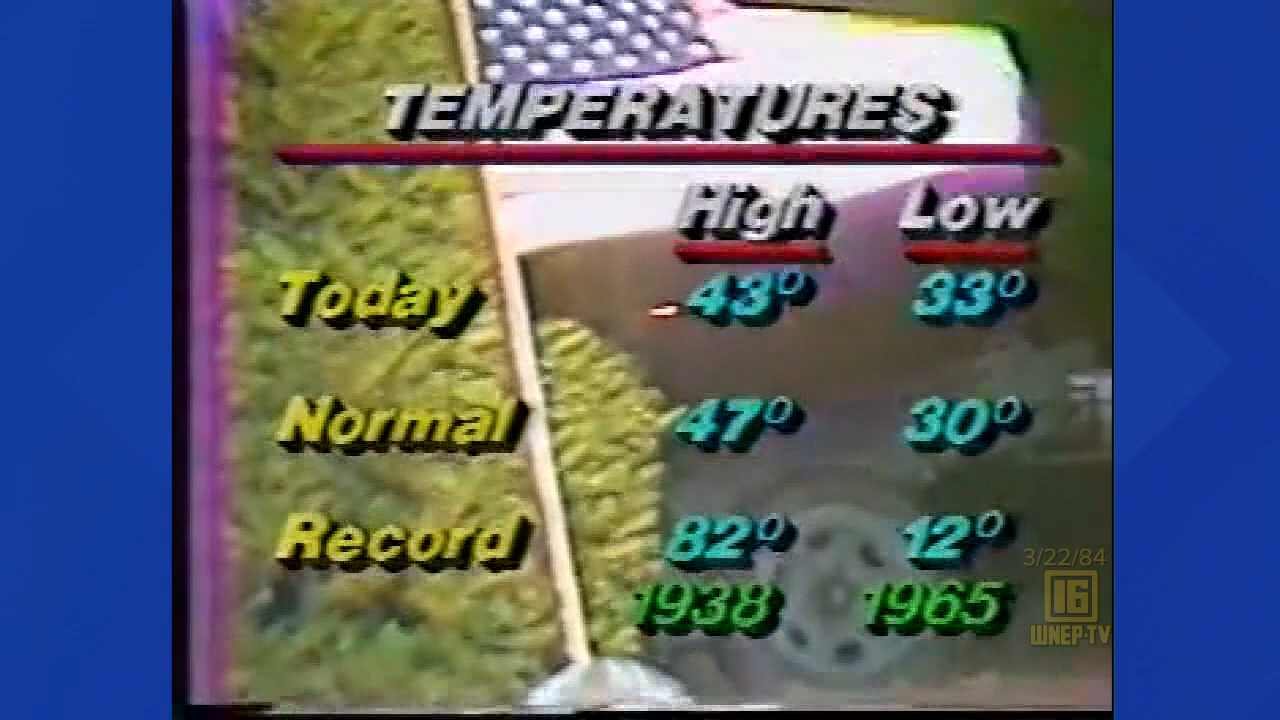 TEMPERATURES
High Low
Today 43° 33°
Normal 47° 30°
Record 82° 12°
1938 1965
3/22/84
16
WNEP-TV